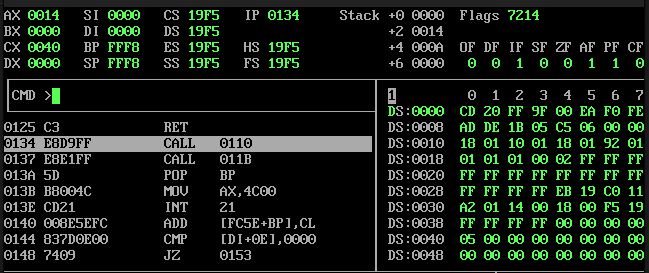 AX 0014 SI 0000 CS 19F5 IP 0134 Stack +0 0000 Flags 7214
BX 0000 DI 0000 DS 19F5 +2 0014
CX 0040 BP FFF8 ES 19F5 HS 19F5 +4 000A OF DF IF SF ZF AF PF CF
DX 0000 SP FFF8 SS 19F5 FS 19F5 +6 0000 0 0 1 0 0 1 1 0
CMD > 1 0 1 2 3 4 5 6 7
DS:0000 CD 20 FF 9F 00 EA F0 FE
0125 C3 RET DS:0008 AD DE 1B 05 C5 06 00 00
0134 E8D9FF CALL 0110 DS:0010 18 01 10 01 18 01 92 01
0137 E8E1FF CALL 011B DS:0018 01 01 01 00 02 FF FF FF
013A 5D POP BP DS:0020 FF FF FF FF FF FF FF FF
013B B8004C MOV AX,4C00 DS:0028 FF FF FF FF EB 19 C0 11
013E CD21 INT 21 DS:0030 A2 01 14 00 18 00 F5 19
0140 008E5EFC ADD [FC5E+BP],CL DS:0038 FF FF FF FF 00 00 00 00
0144 837D0E00 CMP [DI+0E],0000 DS:0040 05 00 00 00 00 00 00 00
0148 7409 JZ 0153 DS:0048 00 00 00 00 00 00 00 00